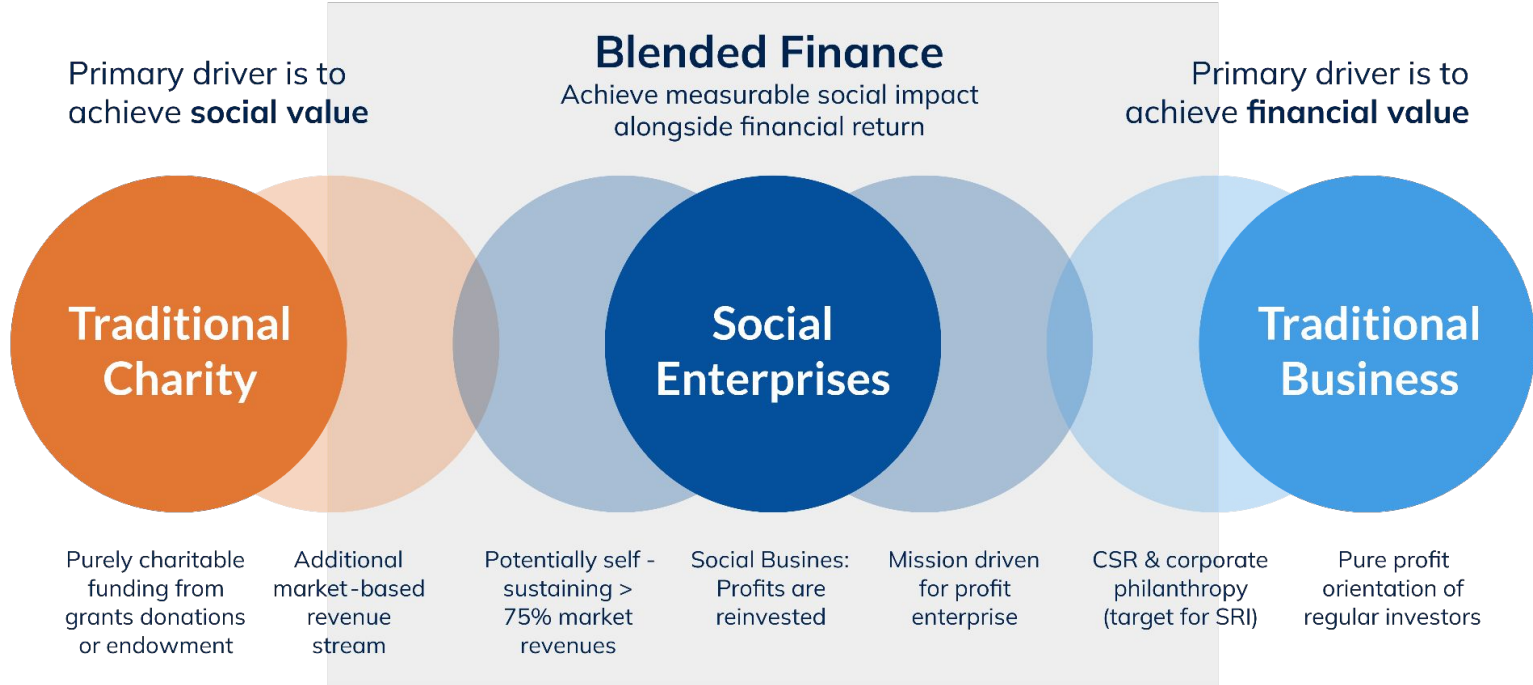 Primary driver is to
achieve social value
Blended Finance
Achieve measurable social impact
alongside financial return
Primary driver is to
achieve financial value
Traditional
Charity
Social
Enterprises
Traditional
Business
Purely charitable
funding from
grants donations
or endowment
Additional
market-based
revenue
stream
Potentially self -
sustaining >
75% market
revenues
Social Busines:
Profits are
reinvested
Mission driven
for profit
enterprise
CSR & corporate
philanthropy
(target for SRI)
Pure profit
orientation of
regular investors